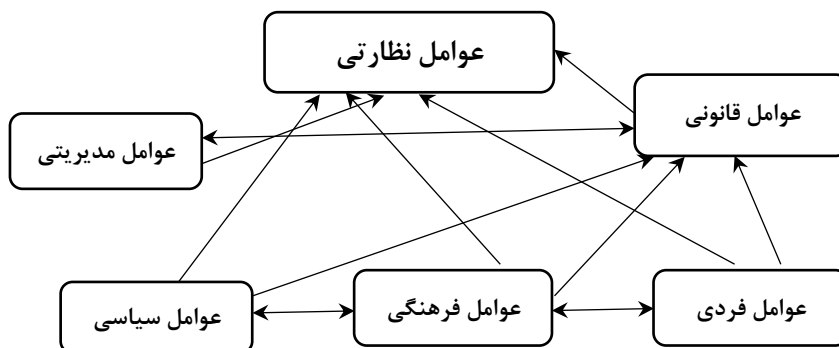 عوامل نظارتی
عوامل قانونی
عوامل مدیریتی
عوامل فردی
عوامل فرهنگی
عوامل سیاسی